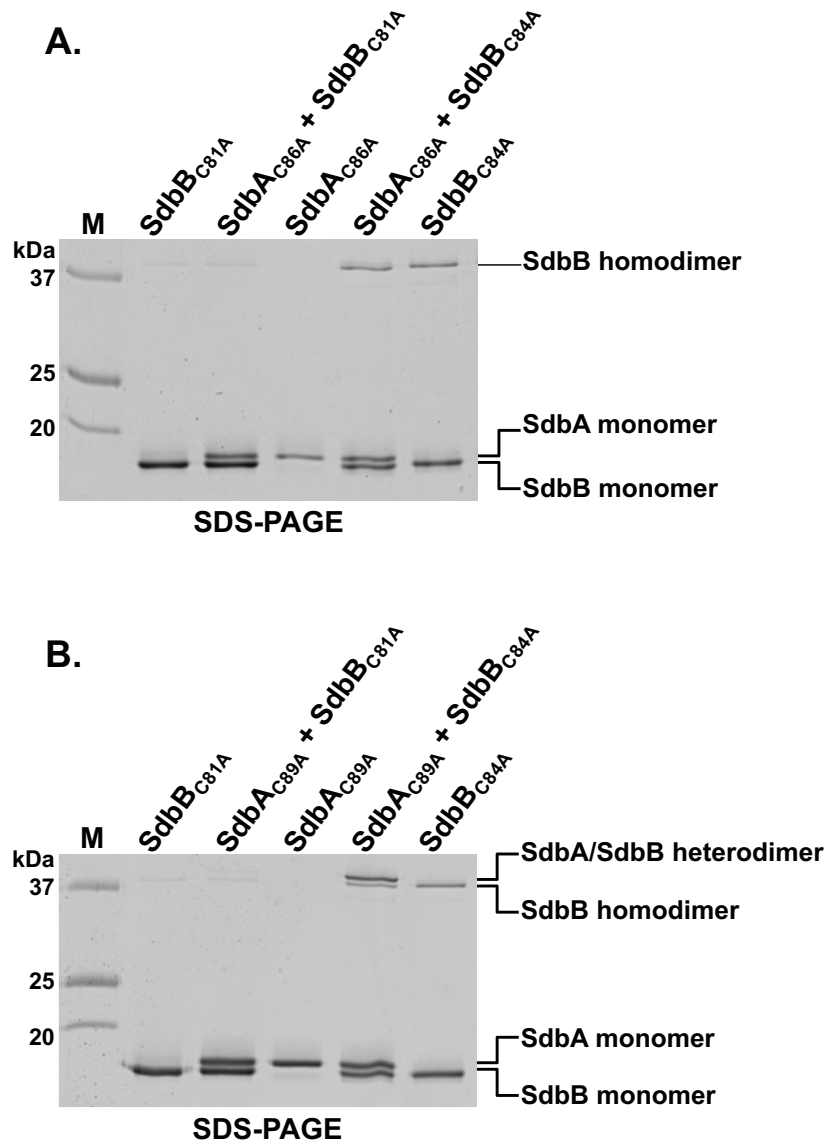 A.
SdbBC81A
SdbAC86A + SdbBC81A
SdbAC86A
SdbAC86A + SdbBC84A
SdbBC84A
M
kDa
37
25
20
SdbB homodimer
SdbA monomer
SdbB monomer
SDS-PAGE
B.
SdbBC81A
SdbAC89A + SdbBC81A
SdbAC89A
SdbAC89A + SdbBC84A
SdbBC84A
M
kDa
37
25
20
SdbA/SdbB heterodimer
SdbB homodimer
SdbA monomer
SdbB monomer
SDS-PAGE